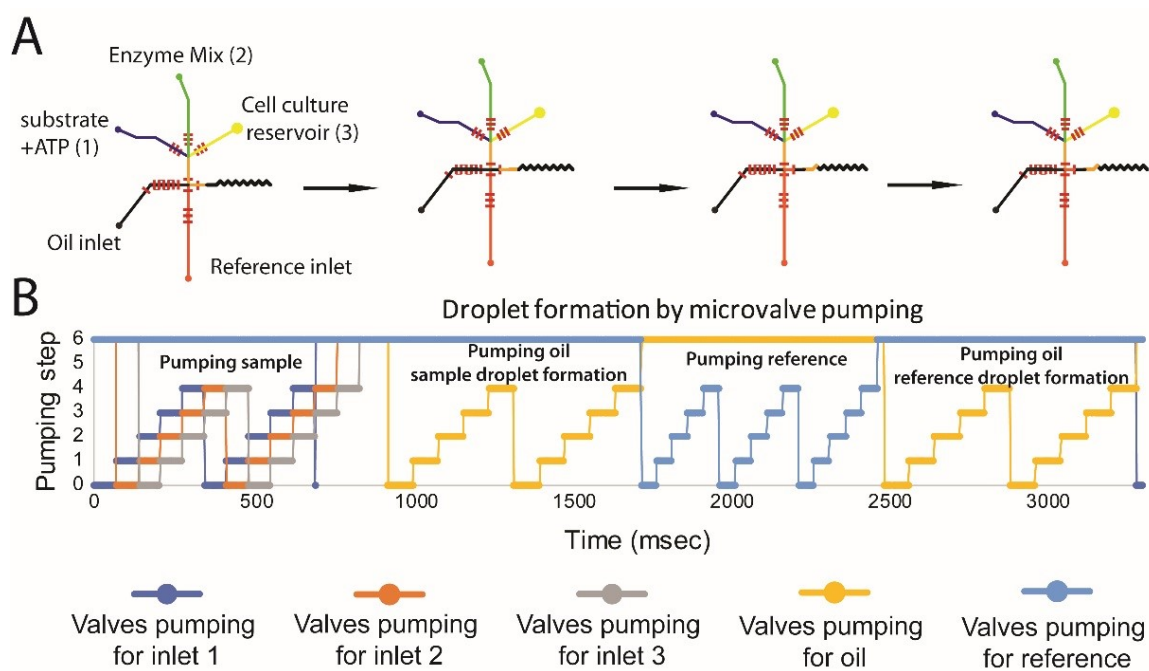 A
Enzyme Mix (2)
substrate
+ATP (1)
Cell culture
reservoir (3)
Oil inlet
Reference inlet
B
Droplet formation by microvalve pumping
Pumping step
6
5
4
3
2
1
0
Pumping sample
Pumping oil
sample droplet formation
Pumping reference
Pumping oil
reference droplet formation
0 500 1000 1500 2000 2500 3000
Time (msec)
Valves pumping
for inlet 1
Valves pumping
for inlet 2
Valves pumping
for inlet 3
Valves pumping
for oil
Valves pumping
for reference